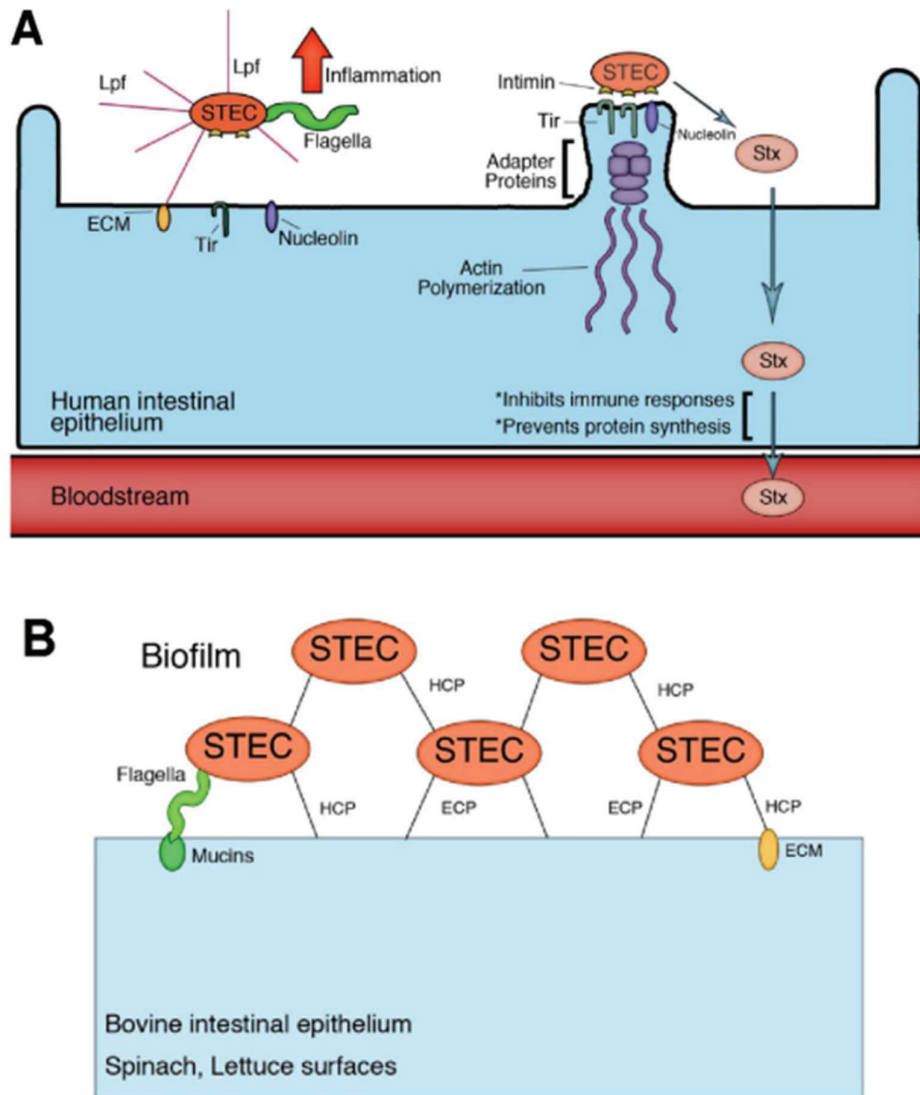 A
Lpf
Lpf
STEC
Inflammation
Flagella
ECM
Tir
Nucleolin
STEC
Intimin
Tir
Nucleolin
Stx
Adapter
Proteins
Actin
Polymerization
Stx
*Inhibits immune responses
*Prevents protein synthesis
Human intestinal
epithelium
Bloodstream
Stx
B
Biofilm
STEC
STEC
HCP
HCP
STEC
STEC
STEC
Flagella
HCP
ECP
ECP
HCP
Mucins
ECM
Bovine intestinal epithelium
Spinach, Lettuce surfaces